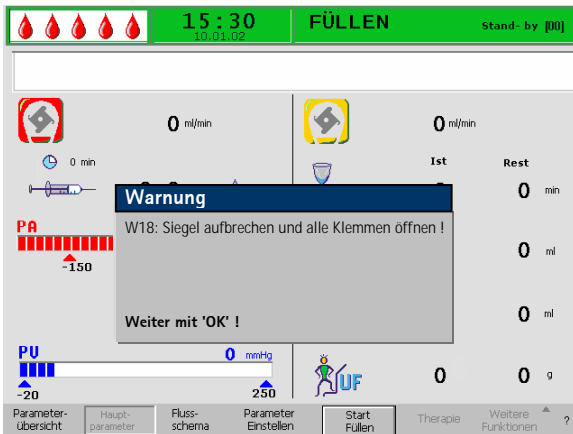 15:30
10.01.02
FÜLLEN
Stand- by [00]
0 ml/min
0 ml/min
0 min
Ist
Rest
0 min
Warnung
W18: Siegel aufbrechen und alle Klemmen öffnen !
Weiter mit 'OK' !
PA
-150
0 ml
0 ml
PV
0 mmHg
-20
250
UF
0
0 g
Parameter-
übersicht
Haupt-
parameter
Fluss-
schema
Parameter
Einstellen
Start
Füllen
Therapie
Weitere
Funktionen
?